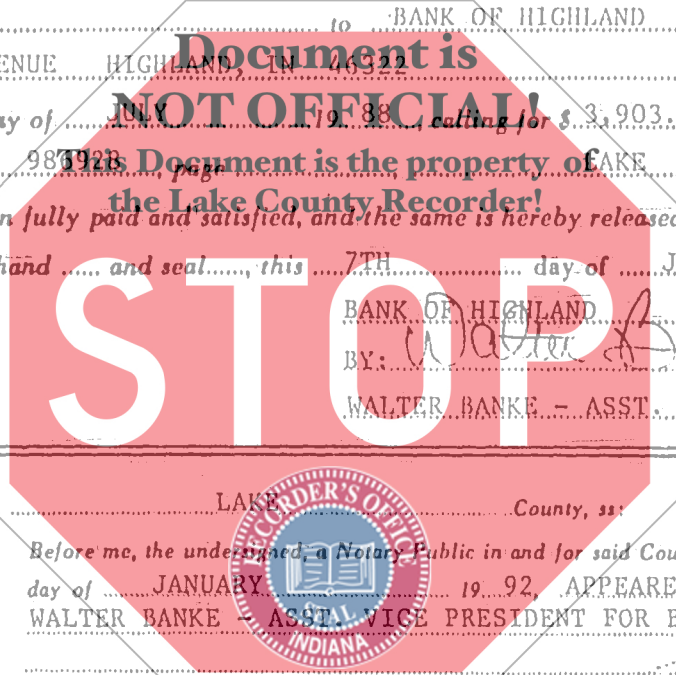 to BANK OF HIGHLAND
ENUE HIGHLAND, IN 46322
Document is
ay of JULY 19 88, calling for $ 3,903.
NOT OFFICIAL!
986928, page LAKE
This Document is the property of
the Lake County Recorder!
n fully paid and satisfied, and the same is hereby released
hand and seal, this 7TH day of J
STOP
BANK OF HIGHLAND
BY: Walter B
WALTER BANKE - ASST.
LAKE County, ss:
RECORDER'S OFFICE
Before me, the undersigned, a Notary Public in and for said Cou
day of JANUARY 19 92, APPEARE
SEAL
WALTER BANKE - ASST. VICE PRESIDENT FOR B
INDIANA